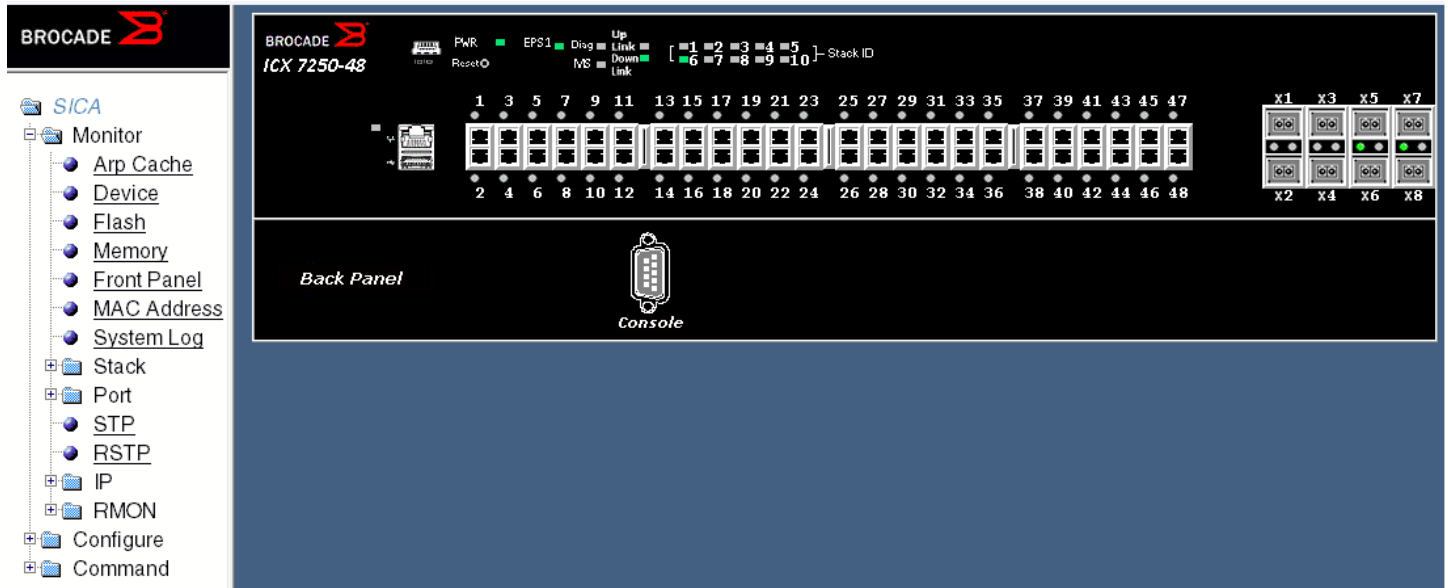 BROCADE
SICA
Monitor
Arp Cache
Device
Flash
Memory
Front Panel
MAC Address
System Log
Stack
Port
STP
RSTP
IP
RMON
Configure
Command
BROCADE
ICX 7250-48
PWR EPS1 Diag Up Link
Reset MS Down Link
1 2 3 4 5
6 7 8 9 10
Stack ID
1 3 5 7 9 11 13 15 17 19 21 23 25 27 29 31 33 35 37 39 41 43 45 47
2 4 6 8 10 12 14 16 18 20 22 24 26 28 30 32 34 36 38 40 42 44 46 48
X1 X3 X5 X7
X2 X4 X6 X8
Back Panel
Console